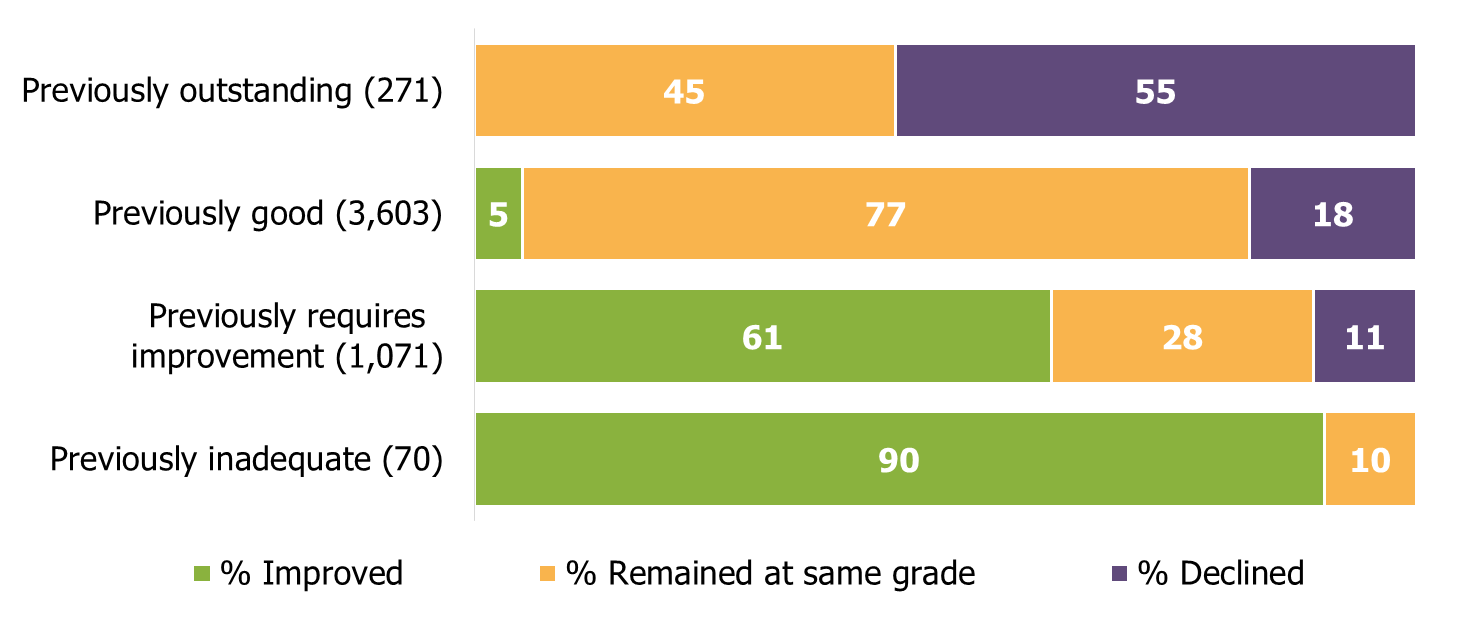 Previously outstanding (271)
45
55
Previously good (3,603)
5
77
18
Previously requires
improvement (1,071)
61
28
11
Previously inadequate (70)
90
10
% Improved
% Remained at same grade
% Declined